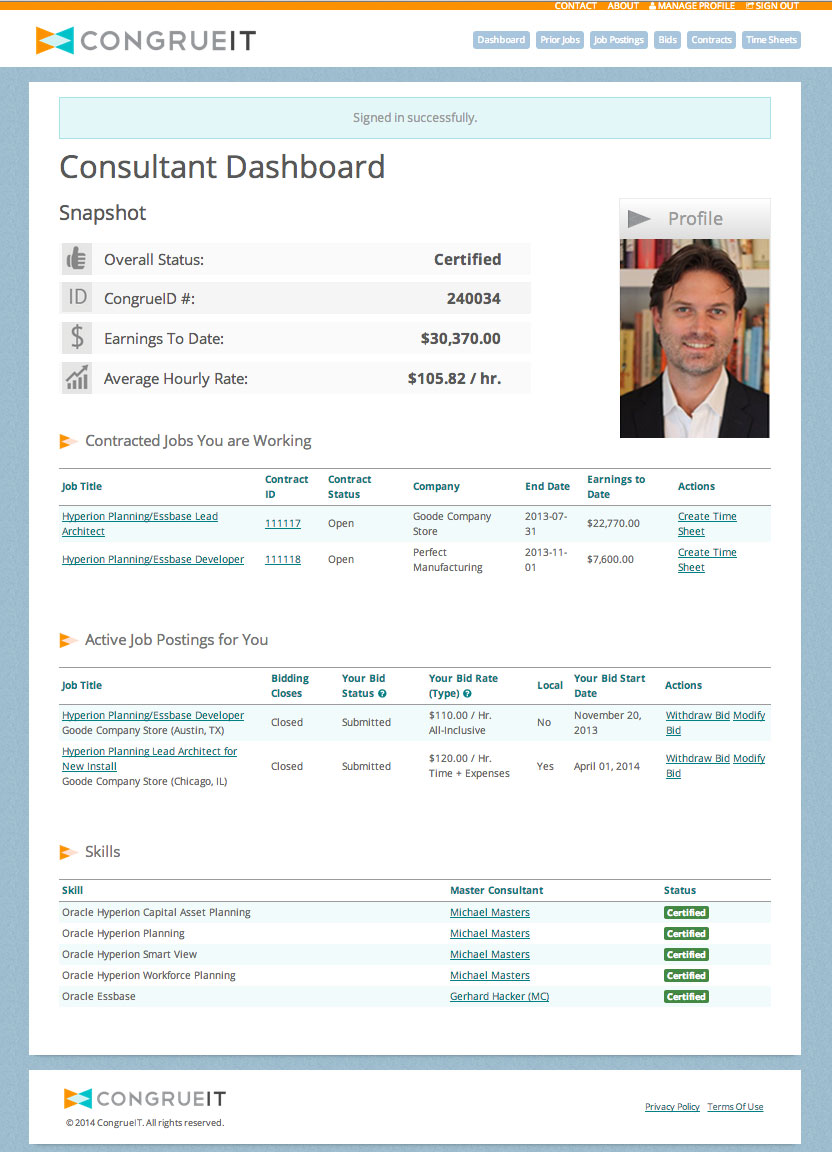 CONTACT ABOUT MANAGE PROFILE SIGN OUT
CONGRUEIT
Dashboard Prior Jobs Job Postings Bids Contracts Time Sheets
Signed in successfully.
Consultant Dashboard
Snapshot
Profile
Overall Status: Certified
ID CongrueID #: 240034
$ Earnings To Date: $30,370.00
Average Hourly Rate: $105.82 / hr.
Contracted Jobs You are Working
Job Title Contract ID Contract Status Company End Date Earnings to Date Actions
Hyperion Planning/Essbase Lead Architect 111117 Open Goode Company Store 2013-07-31 $22,770.00 Create Time Sheet
Hyperion Planning/Essbase Developer 111118 Open Perfect Manufacturing 2013-11-01 $7,600.00 Create Time Sheet
Active Job Postings for You
Job Title Bidding Closes Your Bid Status ? Your Bid Rate (Type) ? Local Your Bid Start Date Actions
Hyperion Planning/Essbase Developer Goode Company Store (Austin, TX) Closed Submitted $110.00 / Hr. All-Inclusive No November 20, 2013 Withdraw Bid Modify Bid
Hyperion Planning Lead Architect for New Install Goode Company Store (Chicago, IL) Closed Submitted $120.00 / Hr. Time + Expenses Yes April 01, 2014 Withdraw Bid Modify Bid
Skills
Skill Master Consultant Status
Oracle Hyperion Capital Asset Planning Michael Masters Certified
Oracle Hyperion Planning Michael Masters Certified
Oracle Hyperion Smart View Michael Masters Certified
Oracle Hyperion Workforce Planning Michael Masters Certified
Oracle Essbase Gerhard Hacker (MC) Certified
CONGRUEIT
© 2014 CongrueIT. All rights reserved.
Privacy Policy Terms Of Use